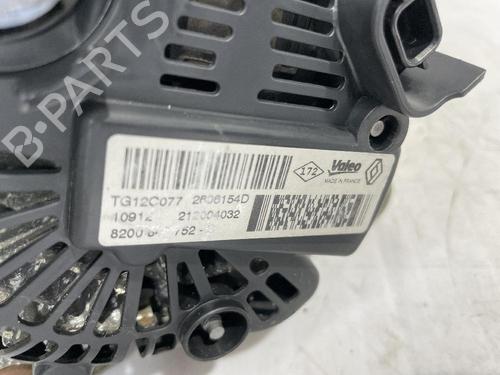 B-PARTS
172 Valeo
MADE IN FRANCE
TG12C077 2606154D
10912 212004032
8200